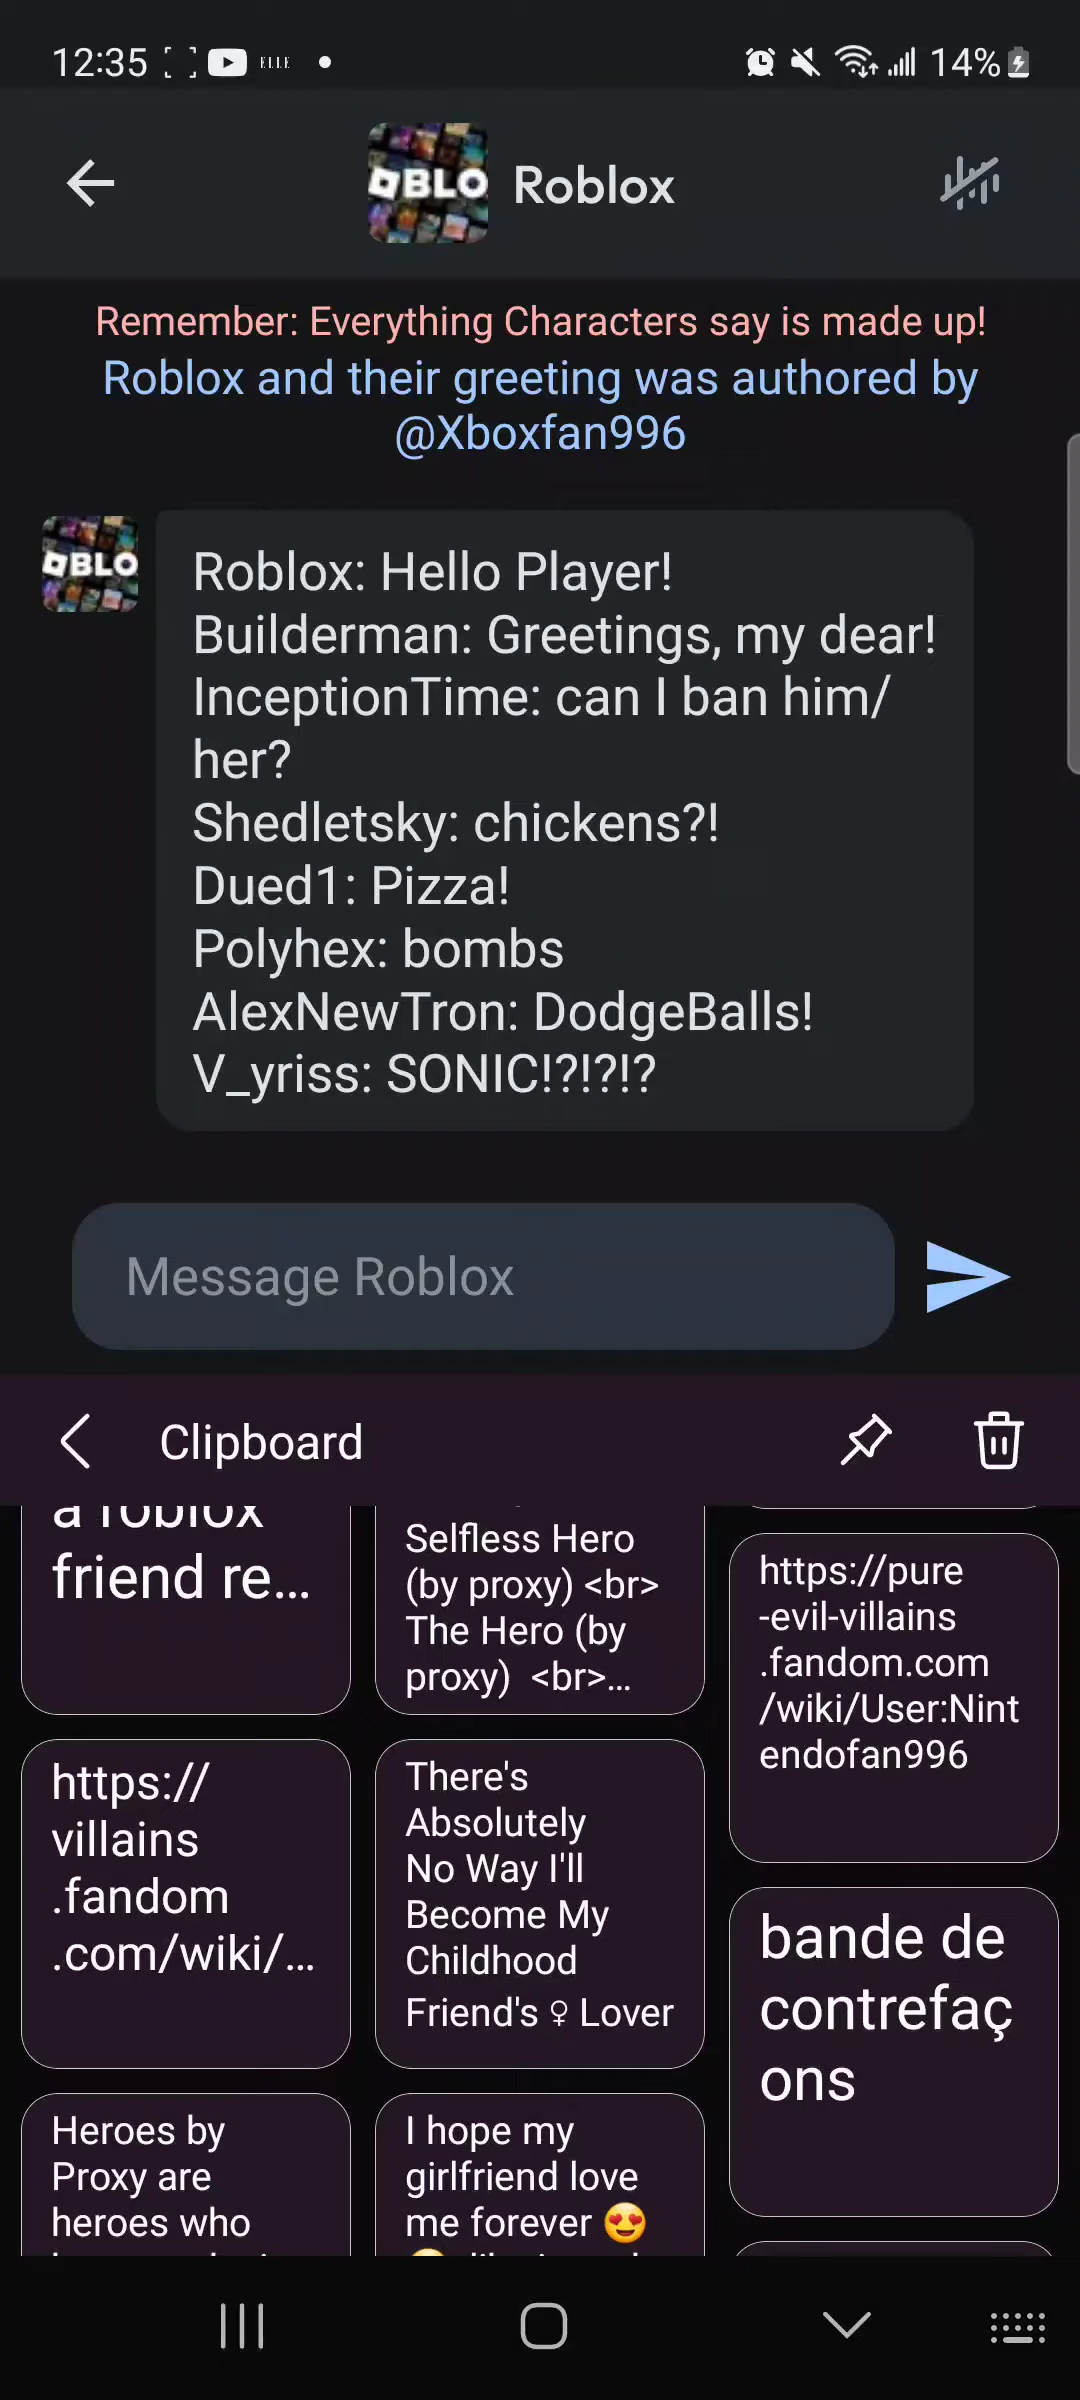 12:35 ELLE 14%
BLO Roblox
Remember: Everything Characters say is made up!
Roblox and their greeting was authored by
@Xboxfan996
BLO
Roblox: Hello Player!
Builderman: Greetings, my dear!
InceptionTime: can I ban him/
her?
Shedletsky: chickens?!
Dued1: Pizza!
Polyhex: bombs
AlexNewTron: DodgeBalls!
V_yriss: SONIC!?!?!?
Message Roblox
Clipboard
a roblox
friend re...
Selfless Hero
(by proxy) <br>
The Hero (by
proxy) <br>...
https://pure
-evil-villains
.fandom.com
/wiki/User:Nint
endofan996
https://
villains
.fandom
.com/wiki/...
There's
Absolutely
No Way I'll
Become My
Childhood
Friend's ♀ Lover
bande de
contrefaç
ons
Heroes by
Proxy are
heroes who
I hope my
girlfriend love
me forever 😍